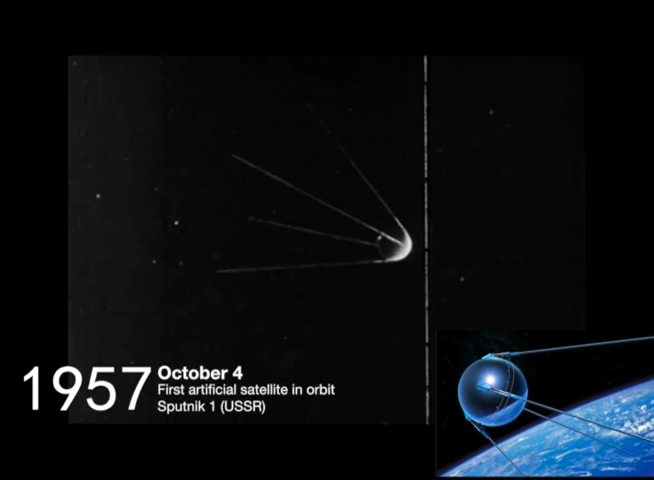 1957
October 4
First artificial satellite in orbit
Sputnik 1 (USSR)